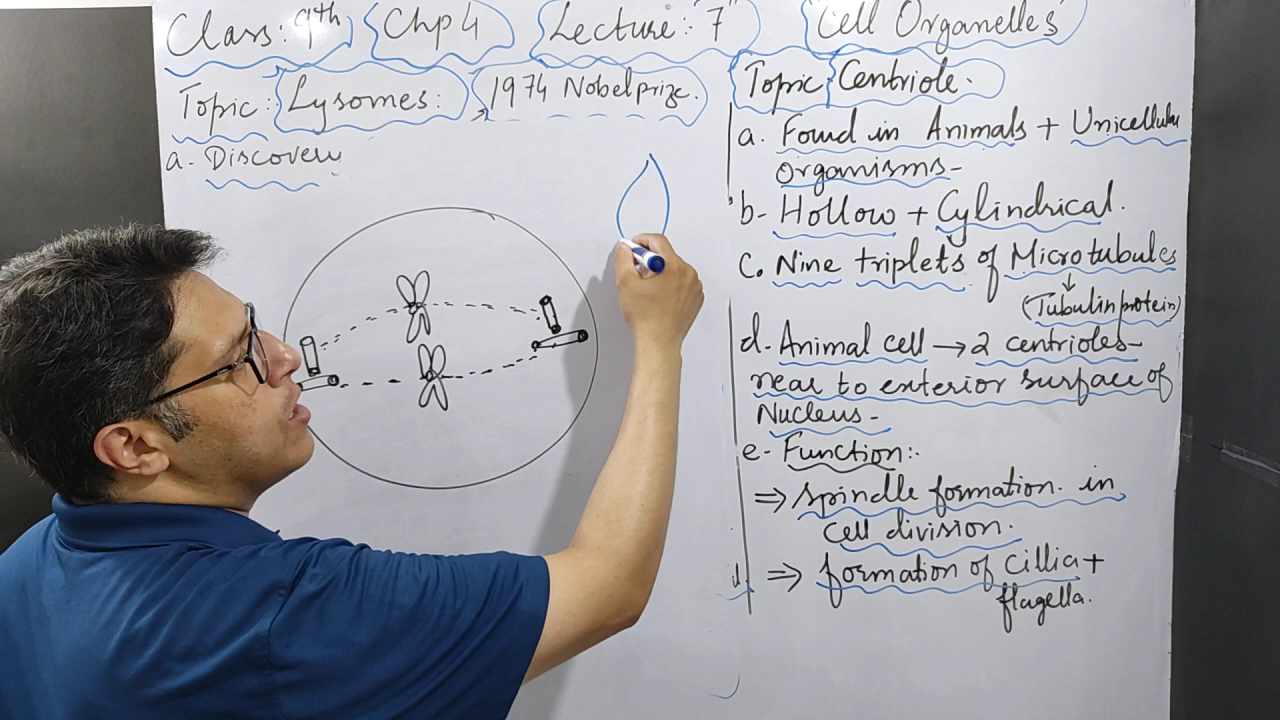 Class: 9th Chp 4 Lecture: "7" "Cell Organelles"
Topic: Lysomes: 1974 Nobel prize.
a. Discovery
Topic Centriole.
a. Found in Animals + Unicellular
organisms-
b- Hollow + Cylindrical.
c. Nine triplets of Microtubules
↓
(Tubulin protein)
d. Animal cell → 2 centrioles-
near to exterior surface of
Nucleus-
e- Function:-
⇒ spindle formation. in
cell division.
⇒ formation of Cillia +
flagella.